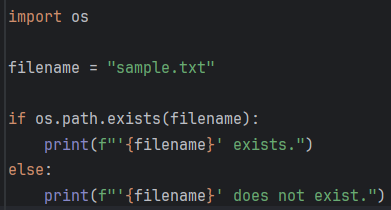 import os

filename = "sample.txt"

if os.path.exists(filename):
    print(f"'{filename}' exists.")
else:
    print(f"'{filename}' does not exist.")